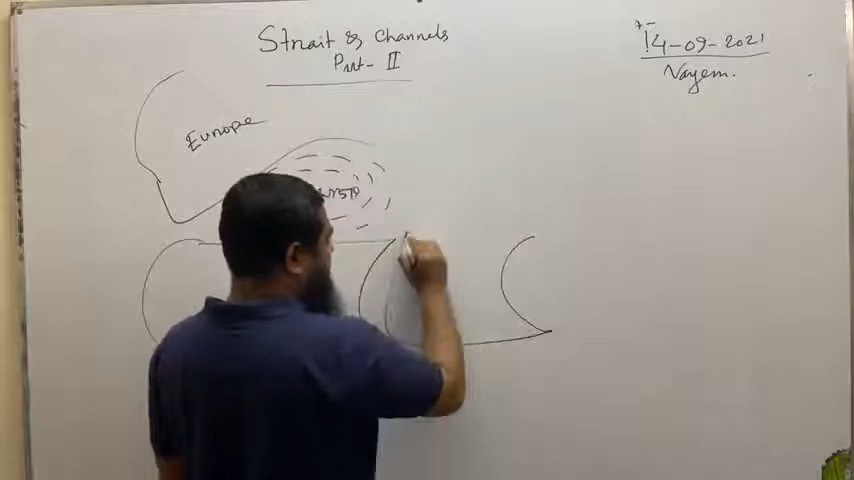 Strait & Channels
Part- II
14-09-2021
Nayem.
Europe